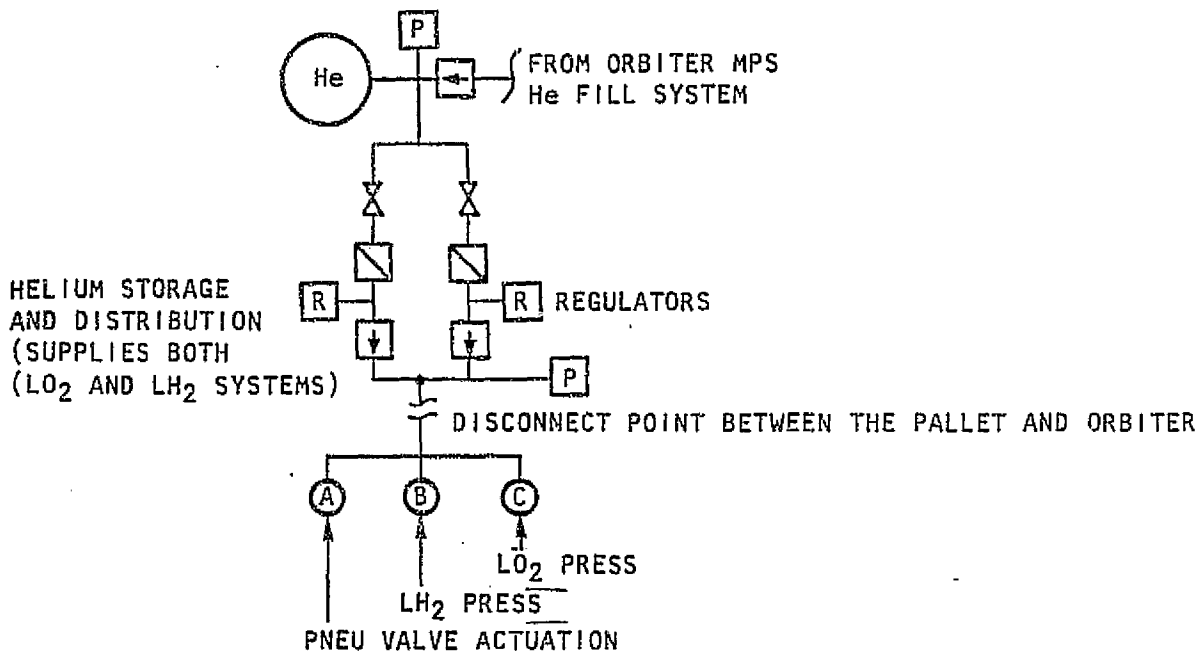 P
He
FROM ORBITER MPS
He FILL SYSTEM
HELIUM STORAGE
AND DISTRIBUTION
(SUPPLIES BOTH
(LO2 AND LH2 SYSTEMS)
R
R
REGULATORS
P
DISCONNECT POINT BETWEEN THE PALLET AND ORBITER
A
B
C
LO2 PRESS
LH2 PRESS
PNEU VALVE ACTUATION